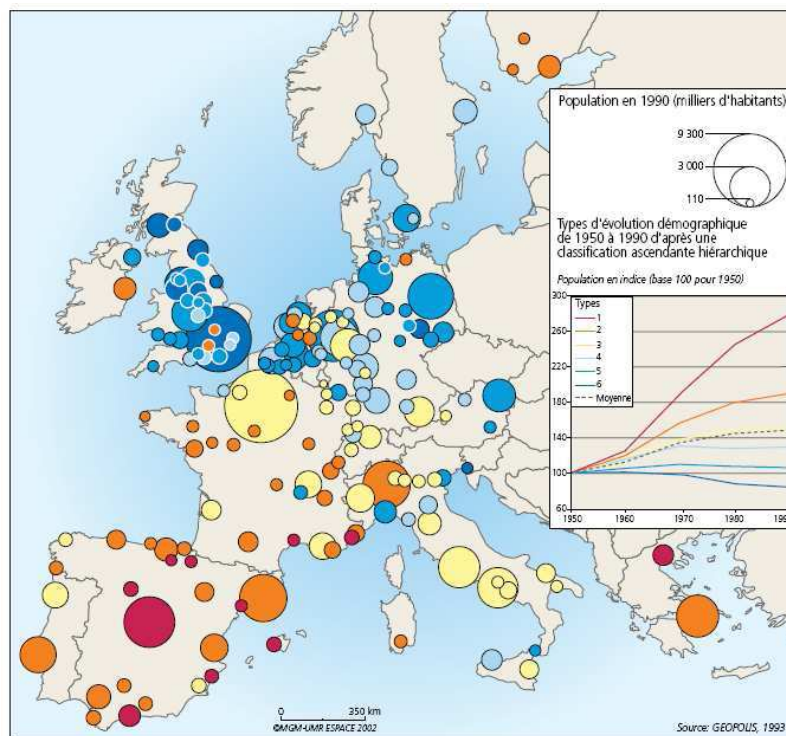 Population en 1990 (milliers d'habitants)
9 300
3 000
110
Types d'évolution démographique
de 1950 à 1990 d'après une
classification ascendante hiérarchique
Population en indice (base 100 pour 1950)
300
260
220
180
140
100
60
Types
1
2
3
4
5
6
Moyenne
1950
1960
1970
1980
0 350 km
©MGM-UMR ESPACE 2002
Source: GEOPOLIS, 1993